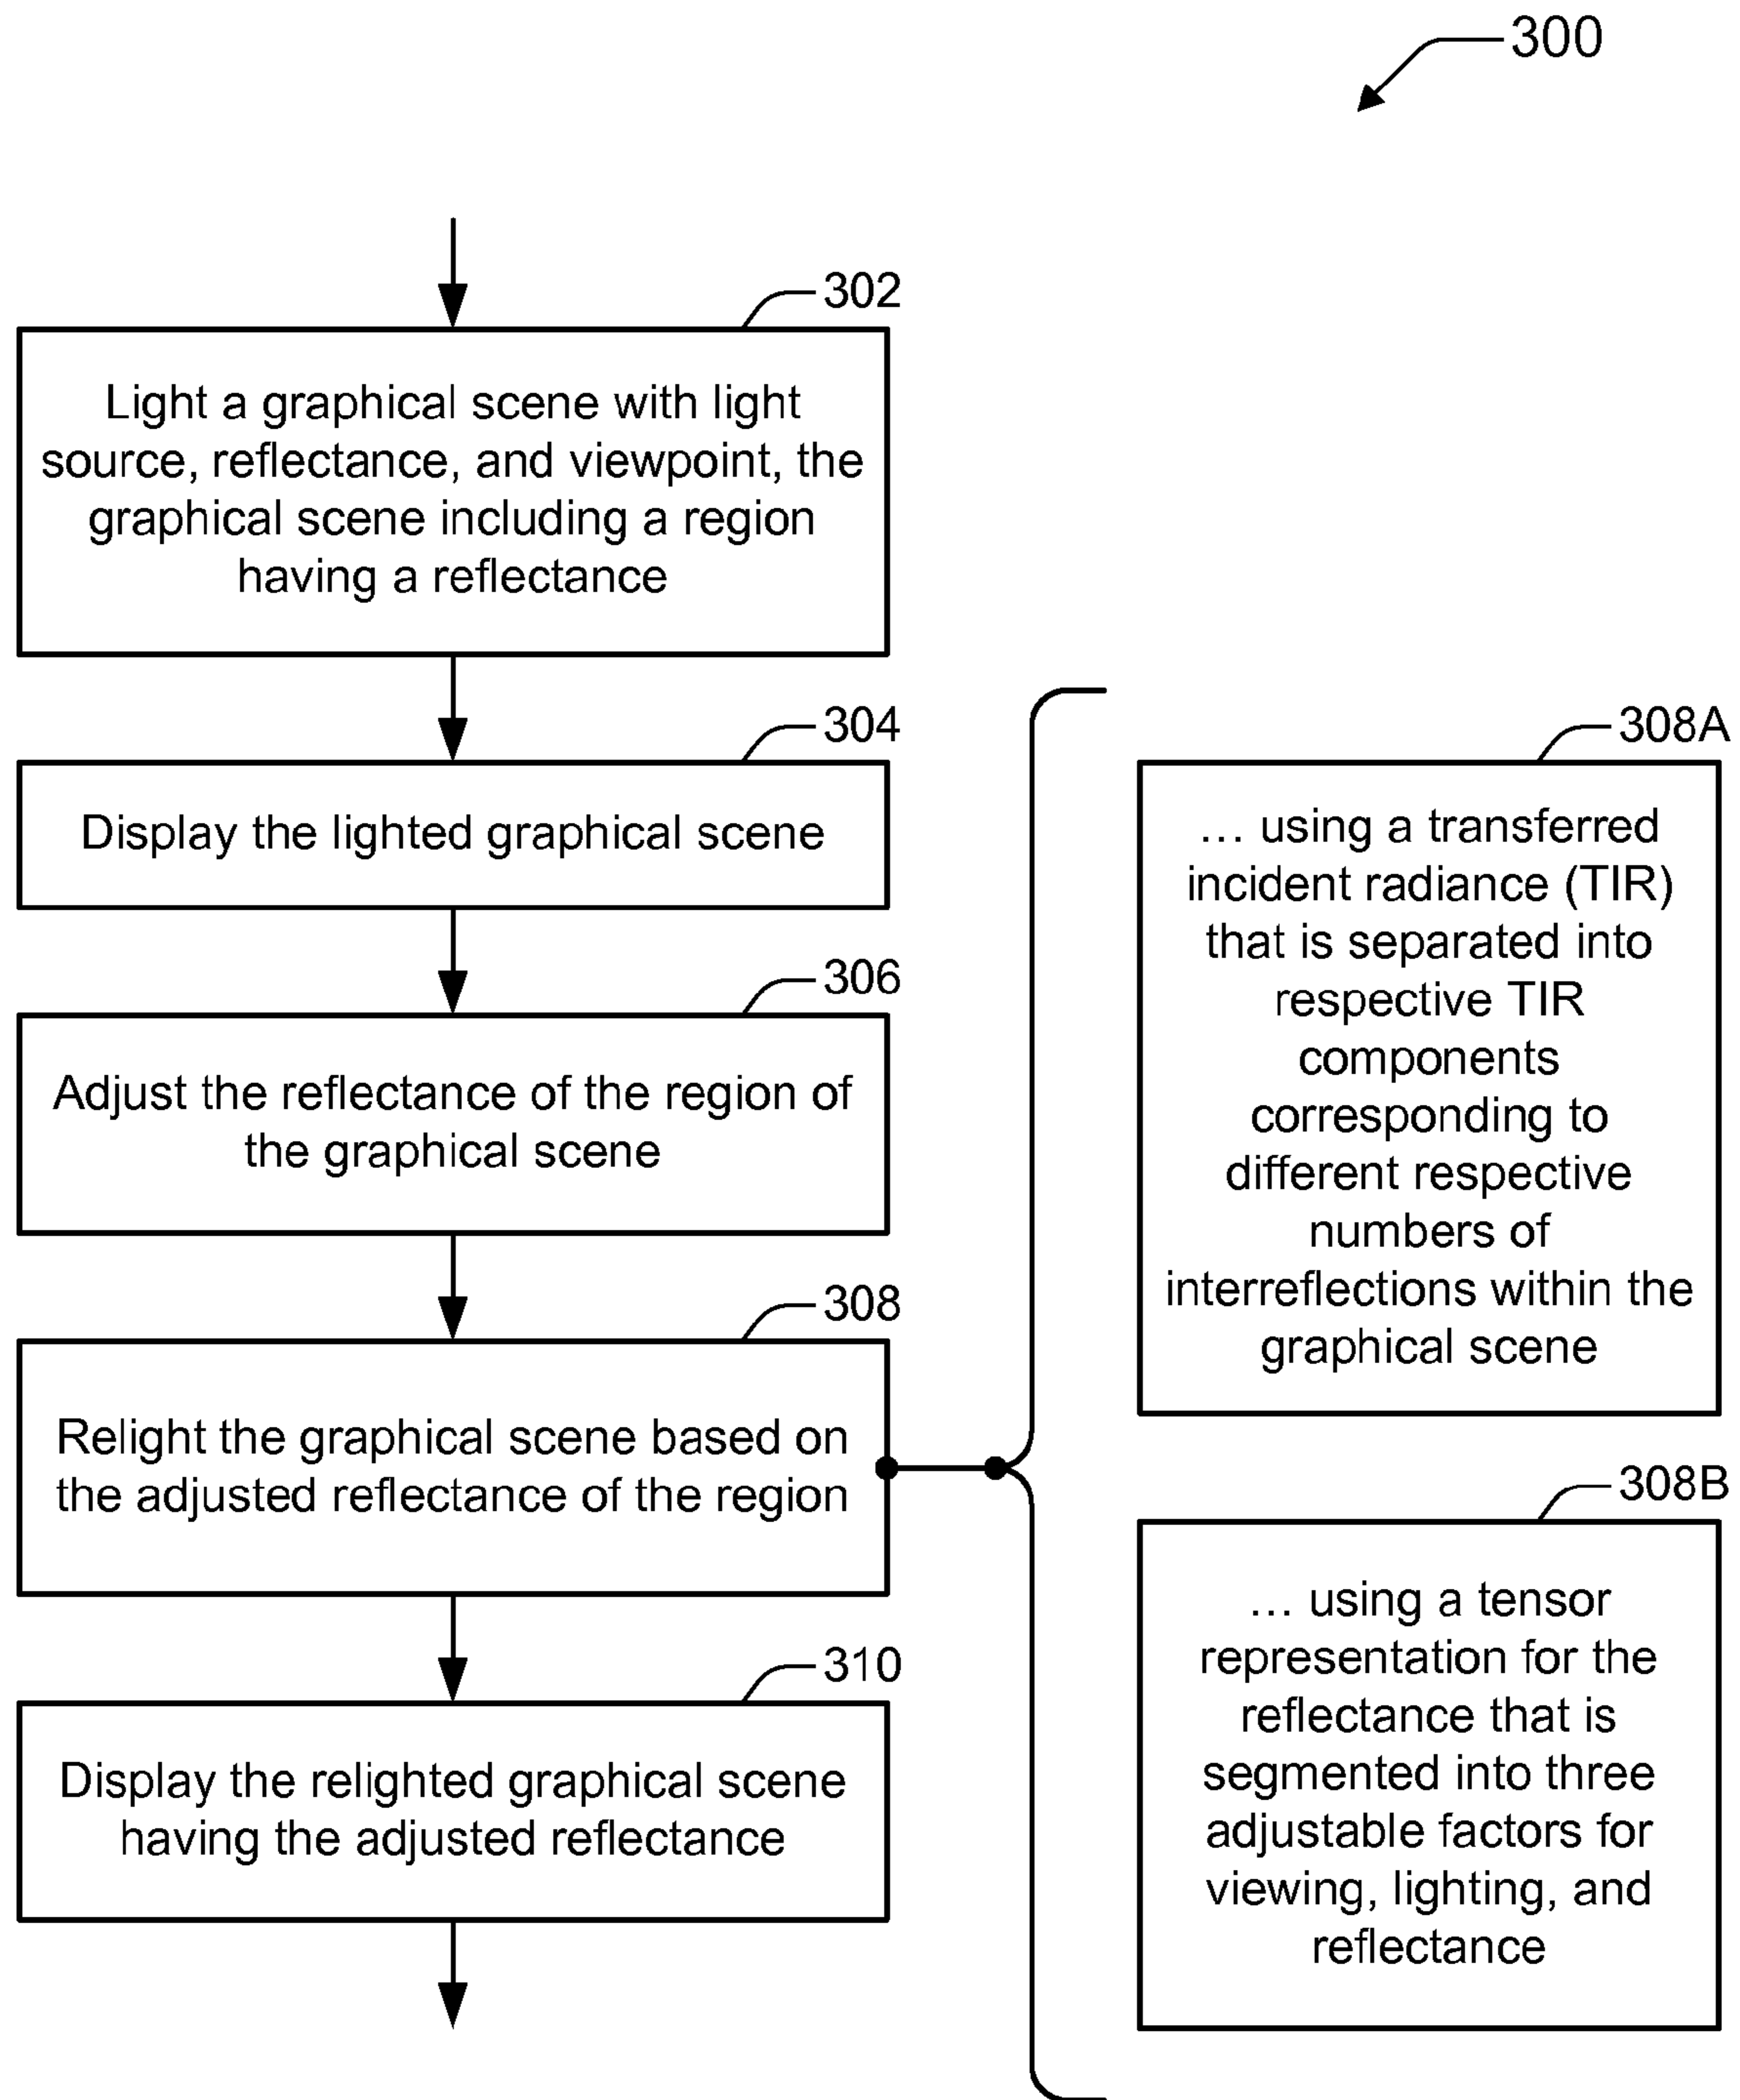 300
302
Light a graphical scene with light
source, reflectance, and viewpoint, the
graphical scene including a region
having a reflectance
304
Display the lighted graphical scene
306
Adjust the reflectance of the region of
the graphical scene
308
Relight the graphical scene based on
the adjusted reflectance of the region
310
Display the relighted graphical scene
having the adjusted reflectance
308A
... using a transferred
incident radiance (TIR)
that is separated into
respective TIR
components
corresponding to
different respective
numbers of
interreflections within the
graphical scene
308B
... using a tensor
representation for the
reflectance that is
segmented into three
adjustable factors for
viewing, lighting, and
reflectance